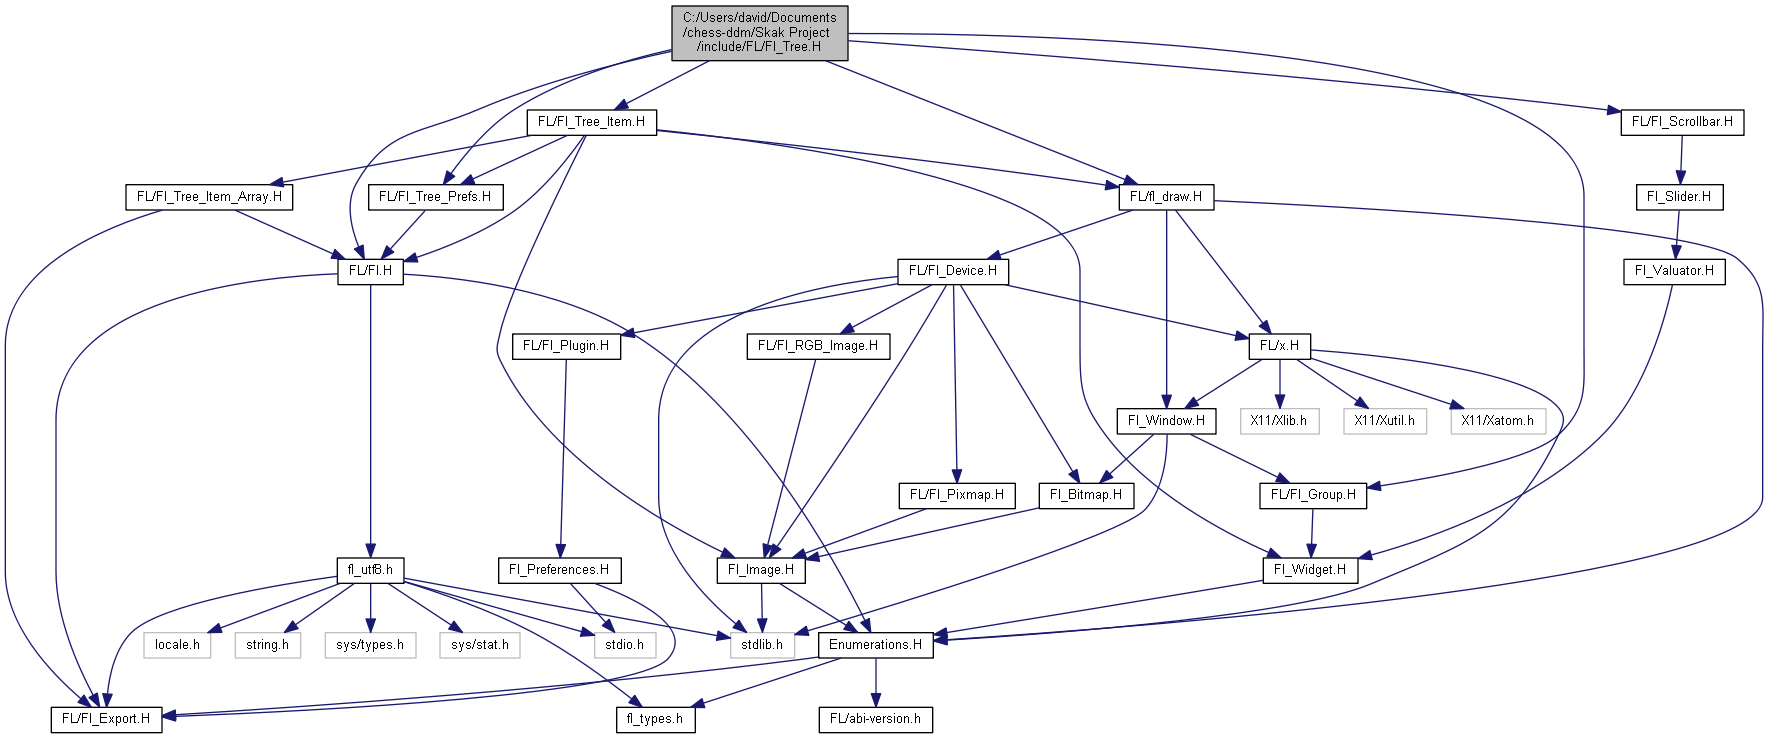 C:/Users/david/Documents
/chess-ddm/Skak Project
/include/FL/Fl_Tree.H
FL/Fl_Tree_Item.H
FL/Fl_Scrollbar.H
FL/Fl_Tree_Item_Array.H
FL/Fl_Tree_Prefs.H
FL/fl_draw.H
Fl_Slider.H
FL/Fl.H
FL/Fl_Device.H
Fl_Valuator.H
FL/Fl_Plugin.H
FL/Fl_RGB_Image.H
FL/x.H
Fl_Window.H
X11/Xlib.h
X11/Xutil.h
X11/Xatom.h
FL/Fl_Pixmap.H
Fl_Bitmap.H
FL/Fl_Group.H
fl_utf8.h
Fl_Preferences.H
Fl_Image.H
Fl_Widget.H
locale.h
string.h
sys/types.h
sys/stat.h
stdio.h
stdlib.h
Enumerations.H
FL/Fl_Export.H
fl_types.h
FL/abi-version.h